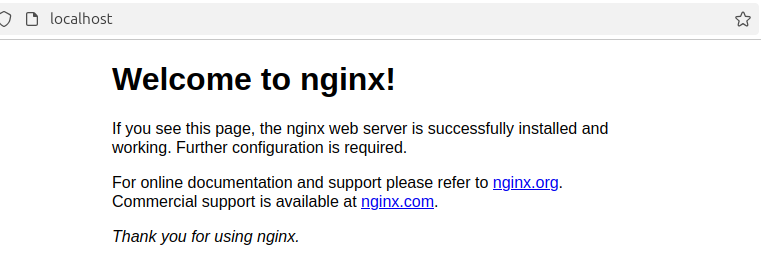 localhost
Welcome to nginx!
If you see this page, the nginx web server is successfully installed and
working. Further configuration is required.
For online documentation and support please refer to nginx.org.
Commercial support is available at nginx.com.
Thank you for using nginx.